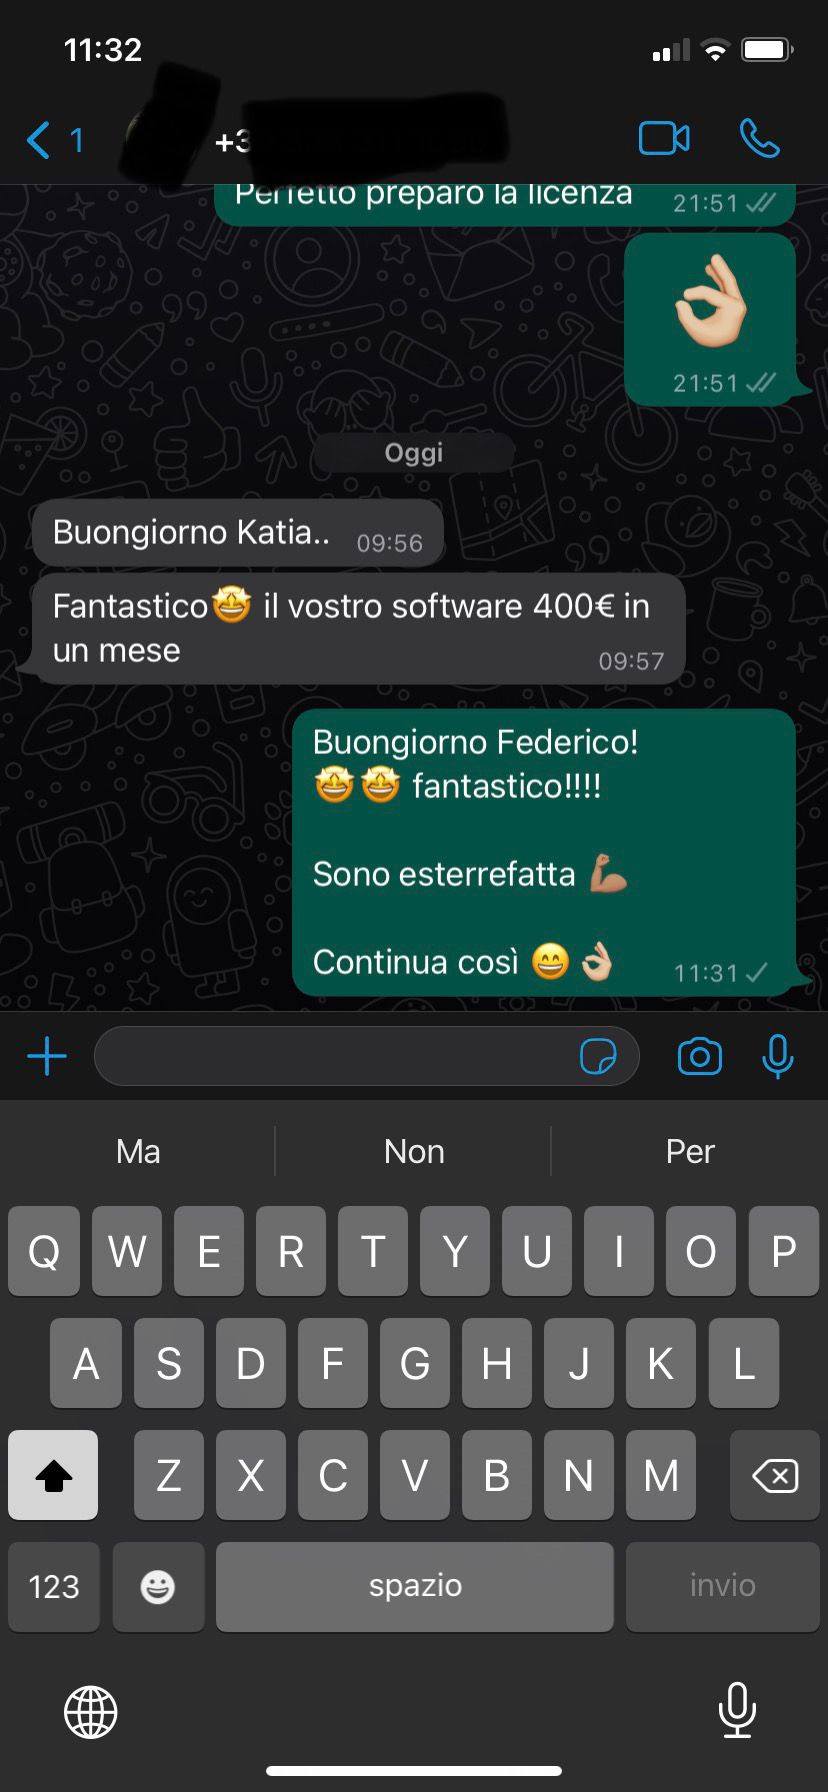 11:32
1
+3
Perfetto preparo la licenza
21:51
21:51
Oggi
Buongiorno Katia..
09:56
Fantastico🤩 il vostro software 400€ in
un mese
09:57
Buongiorno Federico!
🤩🤩 fantastico!!!!
Sono esterrefatta 💪🏽
Continua così 😄👌🏻
11:31
Ma Non Per
Q W E R T Y U I O P
A S D F G H J K L
Z X C V B N M
123 spazio invio